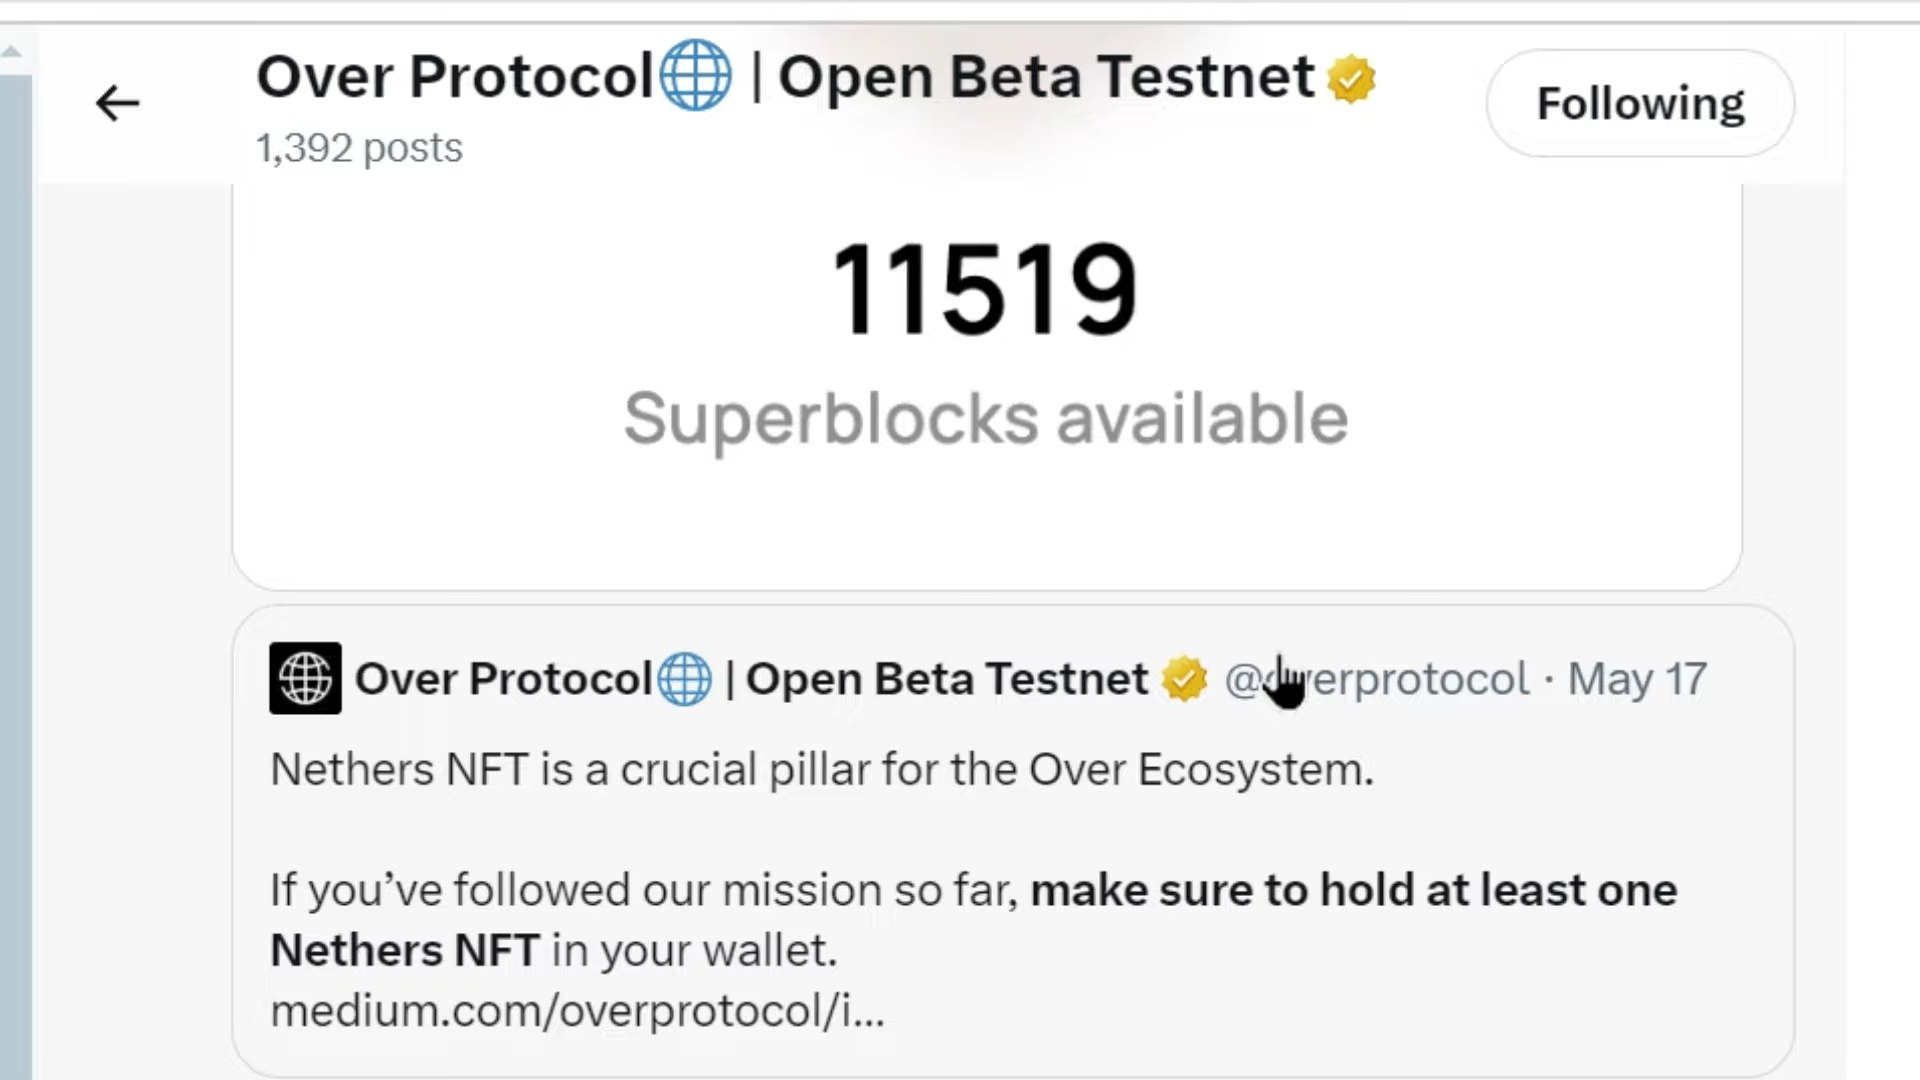 Over Protocol🌐 | Open Beta Testnet
1,392 posts
Following
11519
Superblocks available
Over Protocol🌐 | Open Beta Testnet @overprotocol · May 17
Nethers NFT is a crucial pillar for the Over Ecosystem.
If you’ve followed our mission so far, make sure to hold at least one
Nethers NFT in your wallet.
medium.com/overprotocol/i...